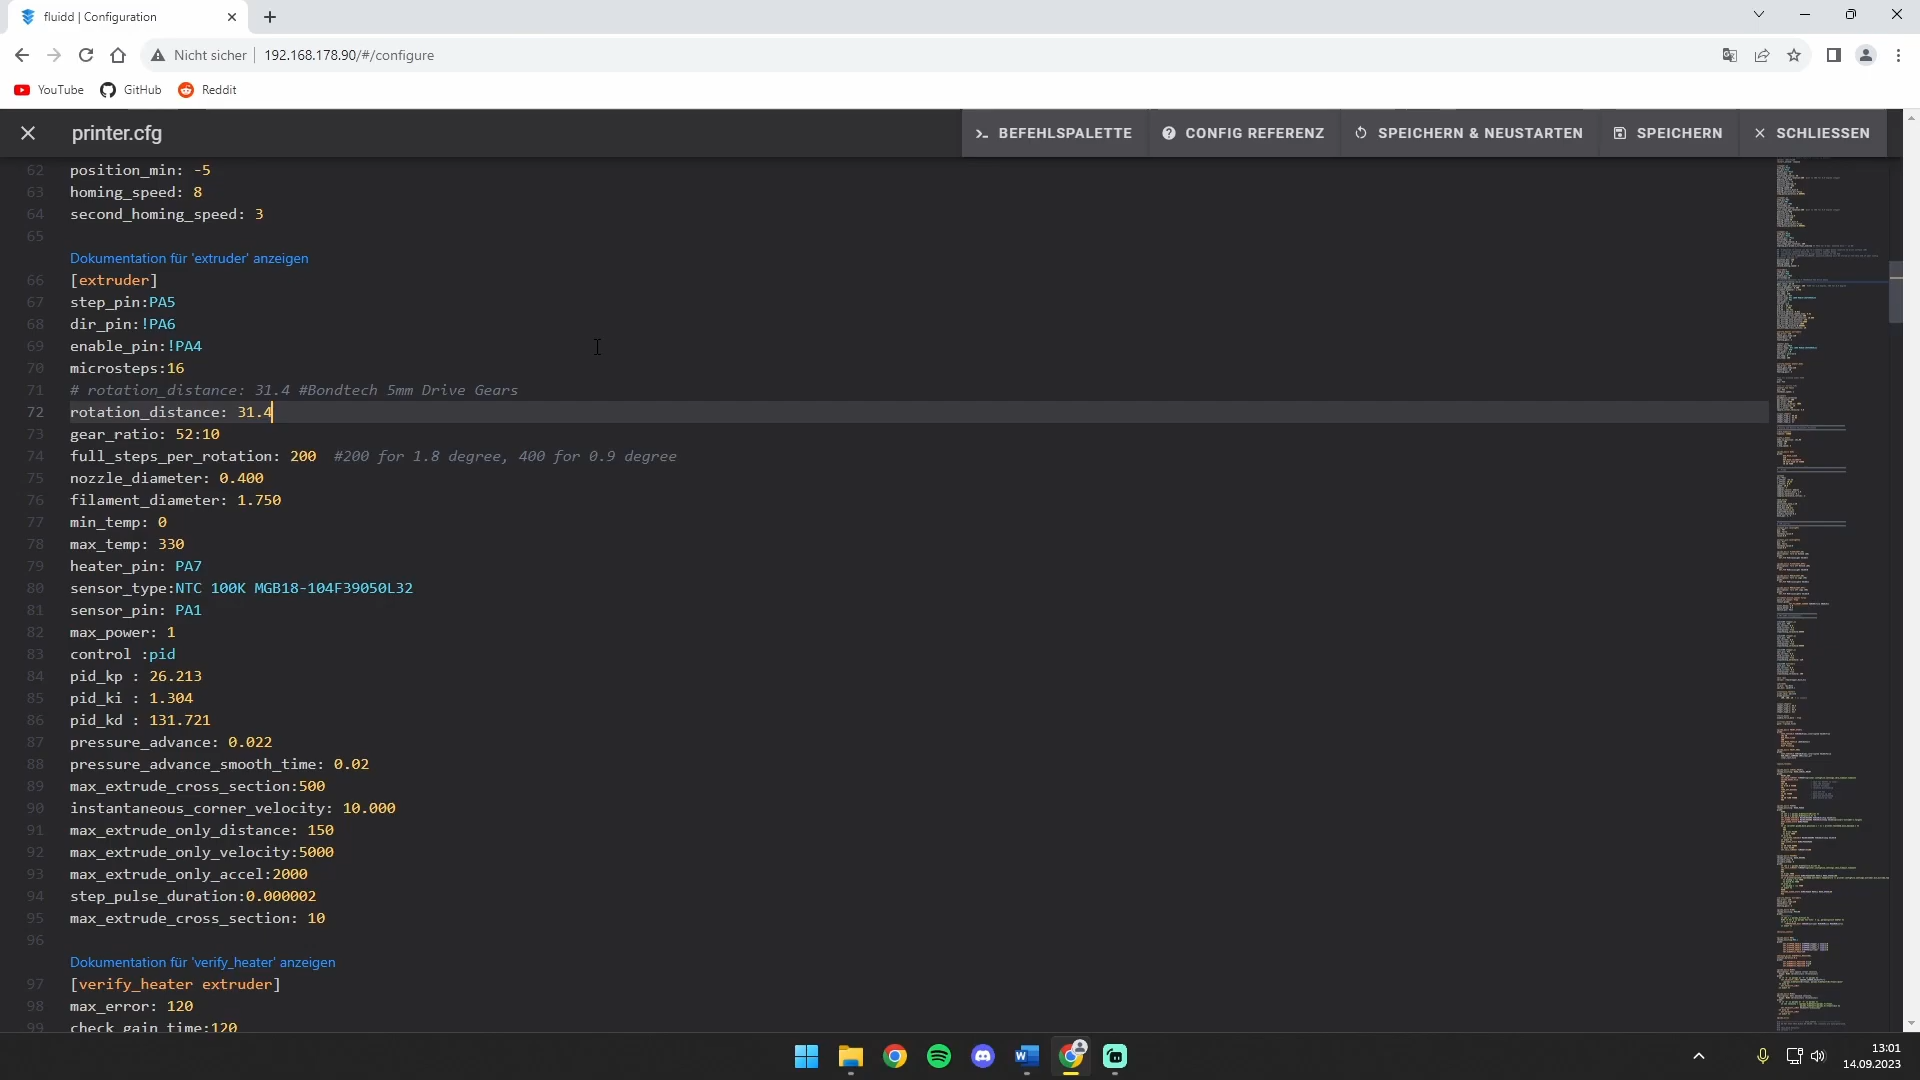 fluidd | Configuration
Nicht sicher 192.168.178.90/#/configure
YouTube GitHub Reddit
printer.cfg BEFEHLSPALETTE CONFIG REFERENZ SPEICHERN & NEUSTARTEN SPEICHERN SCHLIESSEN
62 position_min: -5
63 homing_speed: 8
64 second_homing_speed: 3
65
Dokumentation für 'extruder' anzeigen
66 [extruder]
67 step_pin:PA5
68 dir_pin:!PA6
69 enable_pin:!PA4
70 microsteps:16
71 # rotation_distance: 31.4 #Bondtech 5mm Drive Gears
72 rotation_distance: 31.4
73 gear_ratio: 52:10
74 full_steps_per_rotation: 200 #200 for 1.8 degree, 400 for 0.9 degree
75 nozzle_diameter: 0.400
76 filament_diameter: 1.750
77 min_temp: 0
78 max_temp: 330
79 heater_pin: PA7
80 sensor_type:NTC 100K MGB18-104F39050L32
81 sensor_pin: PA1
82 max_power: 1
83 control :pid
84 pid_kp : 26.213
85 pid_ki : 1.304
86 pid_kd : 131.721
87 pressure_advance: 0.022
88 pressure_advance_smooth_time: 0.02
89 max_extrude_cross_section:500
90 instantaneous_corner_velocity: 10.000
91 max_extrude_only_distance: 150
92 max_extrude_only_velocity:5000
93 max_extrude_only_accel:2000
94 step_pulse_duration:0.000002
95 max_extrude_cross_section: 10
96
Dokumentation für 'verify_heater' anzeigen
97 [verify_heater extruder]
98 max_error: 120
99 check_gain_time:120
13:01
14.09.2023